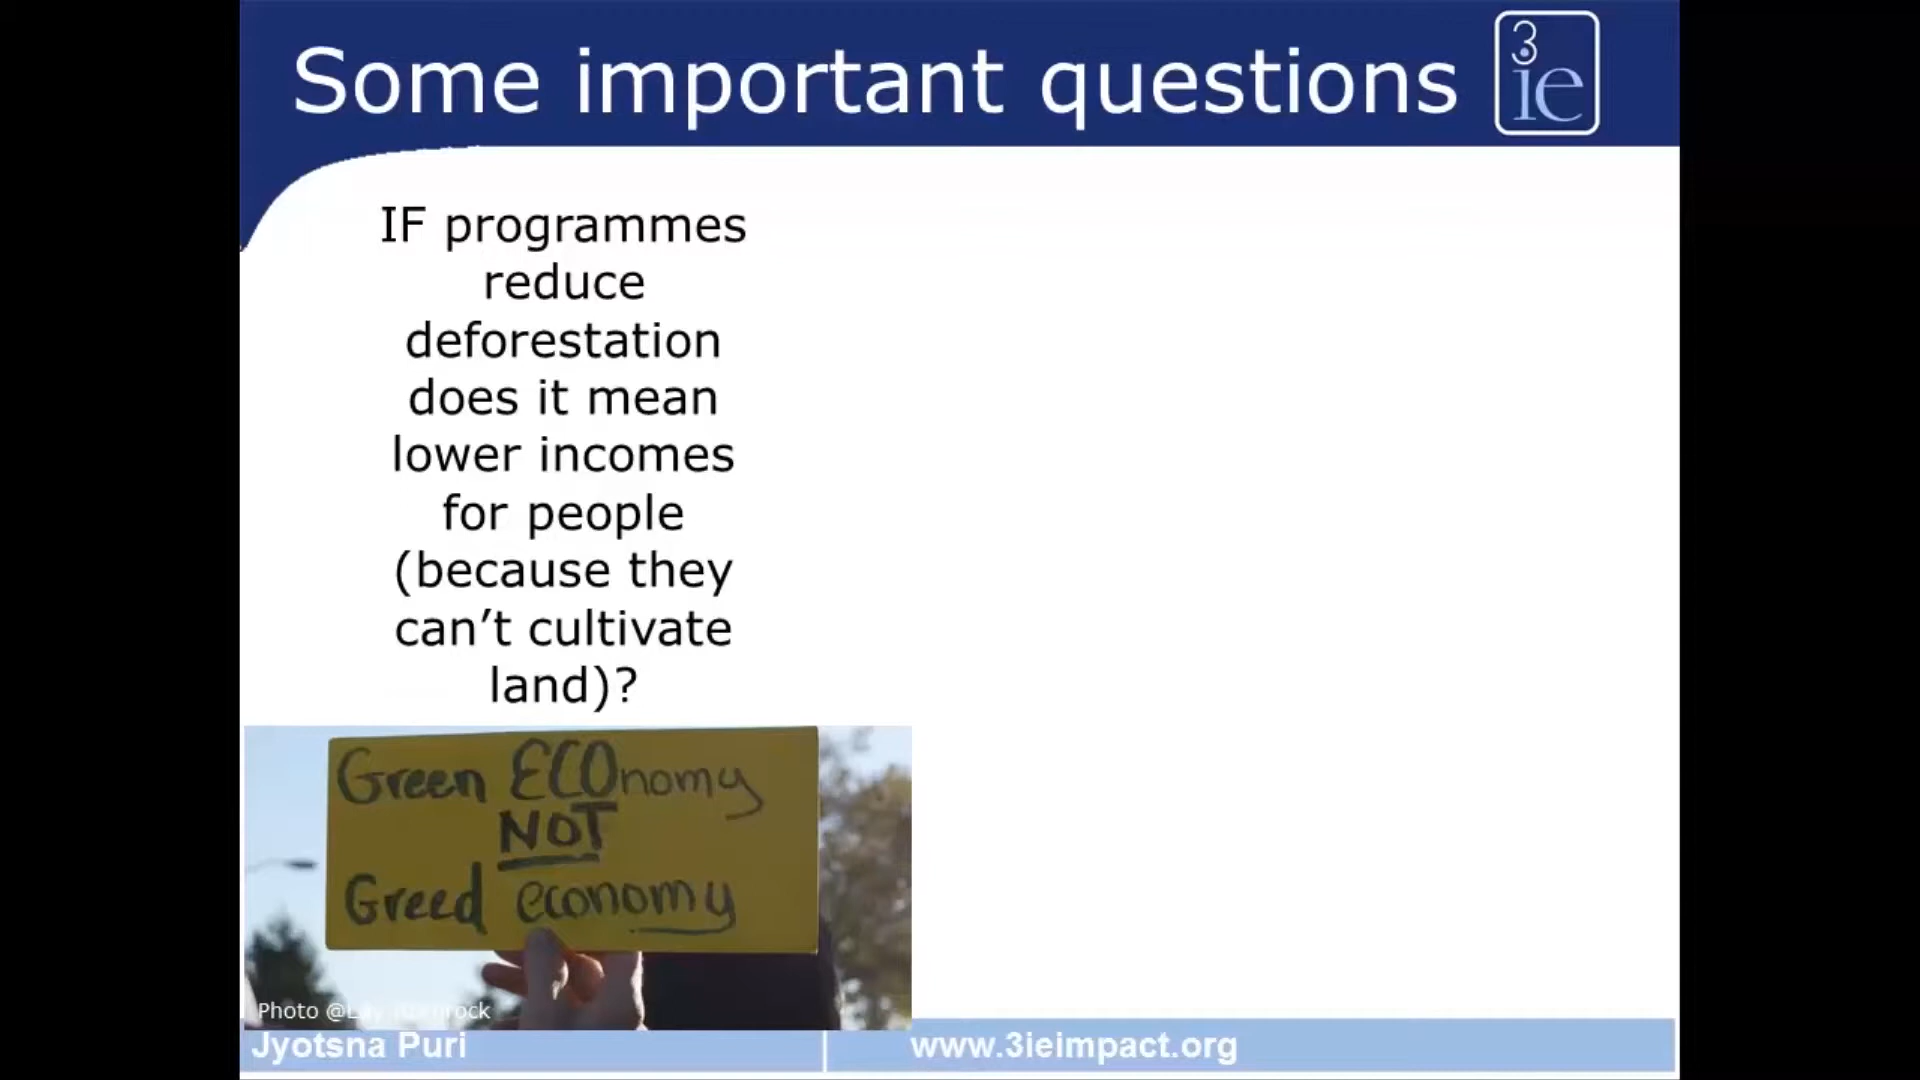 Some important questions
3
ie
IF programmes
reduce
deforestation
does it mean
lower incomes
for people
(because they
can’t cultivate
land)?
Green ECOnomy
NOT
Greed economy
Photo @
Jyotsna Puri
www.3ieimpact.org